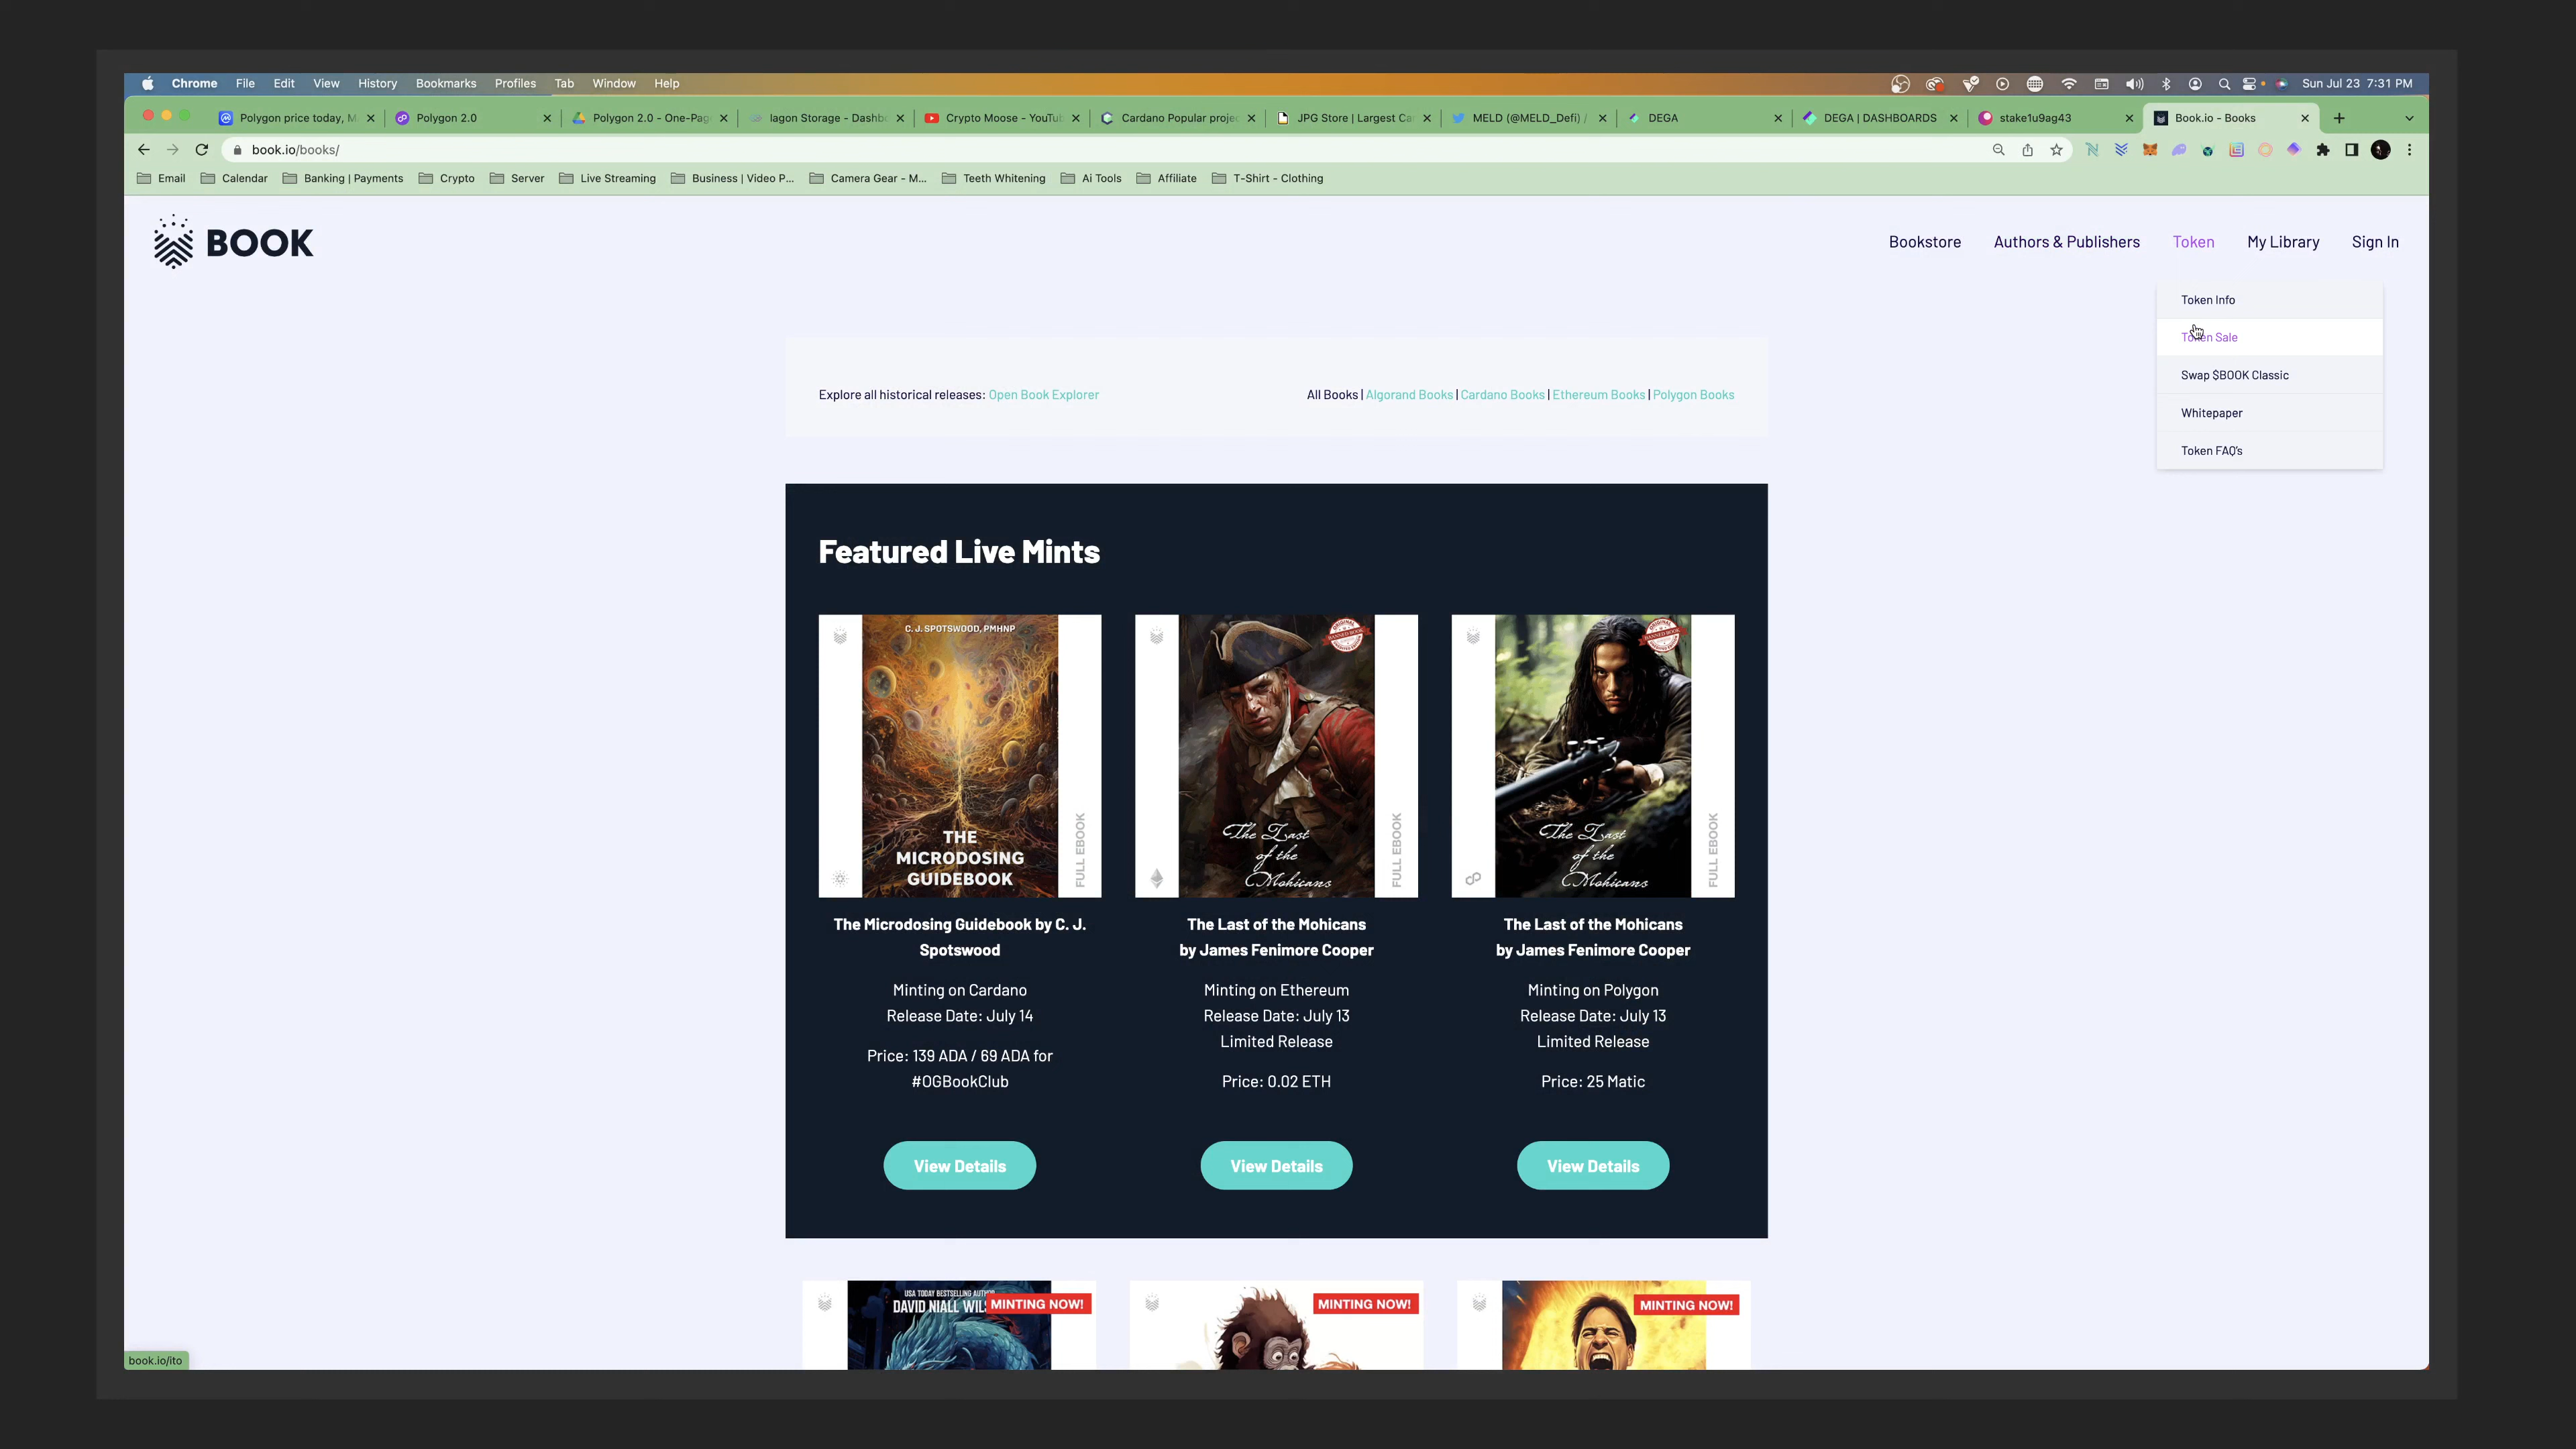 Chrome File Edit View History Bookmarks Profiles Tab Window Help
Sun Jul 23 7:31 PM
Polygon price today, M
Polygon 2.0
Polygon 2.0 - One-Pag
Iagon Storage - Dashbo
Crypto Moose - YouTu
Cardano Popular projec
JPG Store | Largest Ca
MELD (@MELD_Defi) /
DEGA
DEGA | DASHBOARDS
stake1u9ag43
Book.io - Books
book.io/books/
Email Calendar Banking | Payments Crypto Server Live Streaming Business | Video P... Camera Gear - M... Teeth Whitening Ai Tools Affiliate T-Shirt - Clothing
BOOK
Bookstore Authors & Publishers Token My Library Sign In
Token Info
Token Sale
Swap $BOOK Classic
Whitepaper
Token FAQ's
Explore all historical releases: Open Book Explorer
All Books | Algorand Books | Cardano Books | Ethereum Books | Polygon Books
Featured Live Mints
C. J. SPOTSWOOD, PMHNP
THE
MICRODOSING
GUIDEBOOK
FULL EBOOK
The Microdosing Guidebook by C. J.
Spotswood
Minting on Cardano
Release Date: July 14
Price: 139 ADA / 69 ADA for
#OGBookClub
View Details
BANNED BOOK
The Last
of the
Mohicans
FULL EBOOK
The Last of the Mohicans
by James Fenimore Cooper
Minting on Ethereum
Release Date: July 13
Limited Release
Price: 0.02 ETH
View Details
BANNED BOOK
The Last
of the
Mohicans
FULL EBOOK
The Last of the Mohicans
by James Fenimore Cooper
Minting on Polygon
Release Date: July 13
Limited Release
Price: 25 Matic
View Details
USA TODAY BESTSELLING AUTH
DAVID NIALL WILS
MINTING NOW!
MINTING NOW!
MINTING NOW!
book.io/ito